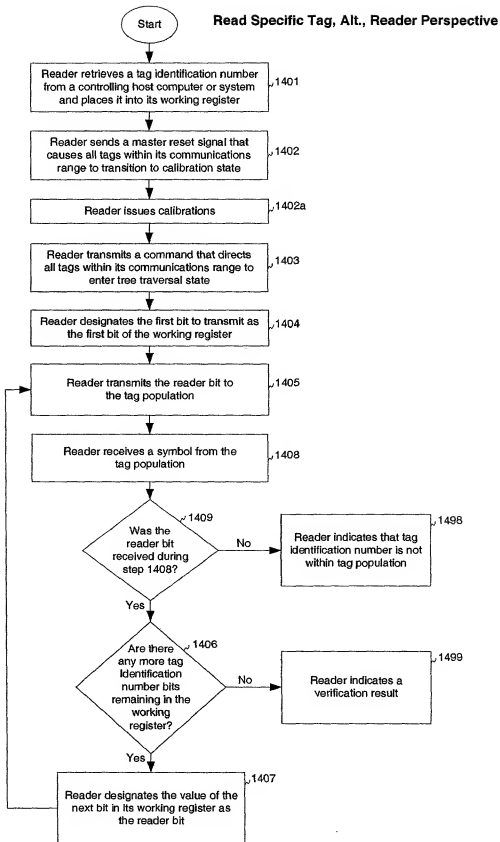 Start
Read Specific Tag, Alt., Reader Perspective
Reader retrieves a tag identification number
from a controlling host computer or system
and places it into its working register
1401
Reader sends a master reset signal that
causes all tags within its communications
range to transition to calibration state
1402
Reader issues calibrations
1402a
Reader transmits a command that directs
all tags within its communications range to
enter tree traversal state
1403
Reader designates the first bit to transmit as
the first bit of the working register
1404
Reader transmits the reader bit to
the tag population
1405
Reader receives a symbol from the
tag population
1408
Was the
reader bit
received during
step 1408?
1409
No
Reader indicates that tag
identification number is not
within tag population
1498
Yes
Are there
any more tag
Identification
number bits
remaining in the
working
register?
1406
No
Reader indicates a
verification result
1499
Yes
Reader designates the value of the
next bit in its working register as
the reader bit
1407